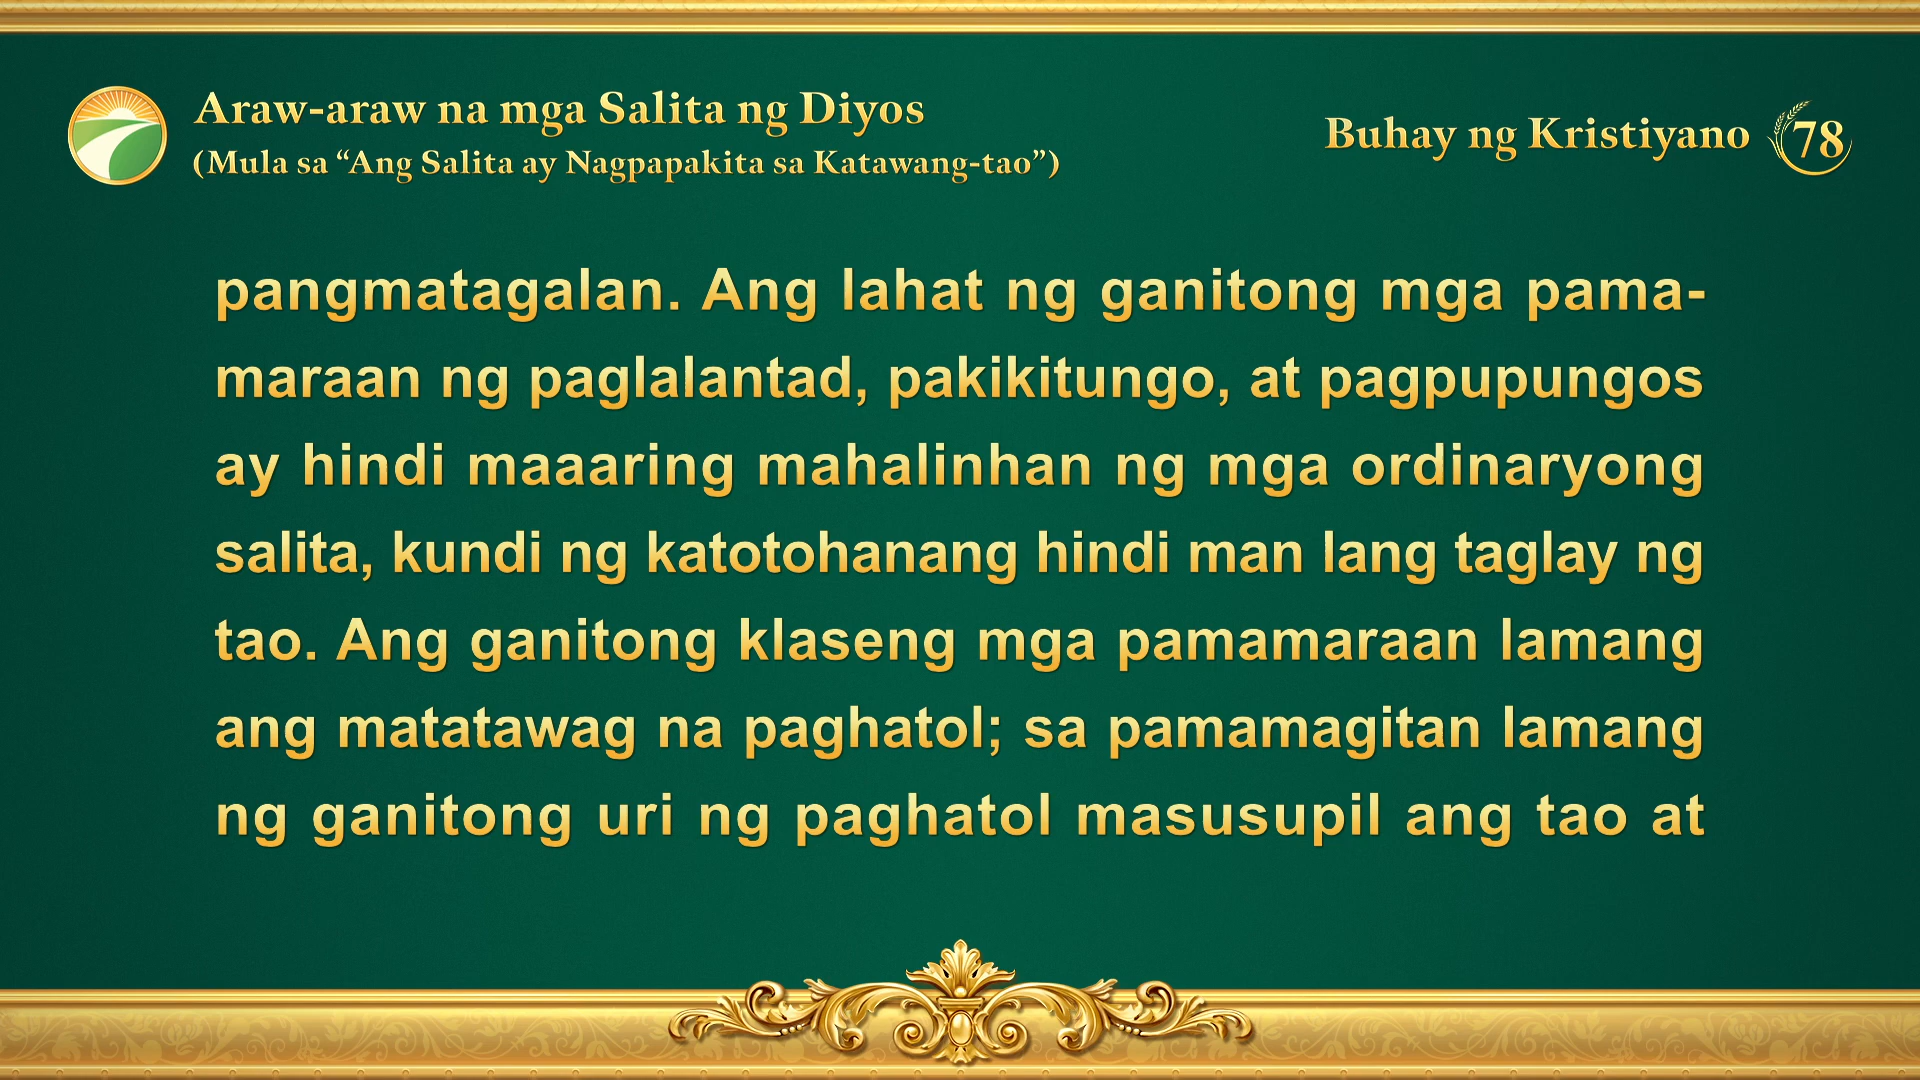 Araw-araw na mga Salita ng Diyos
(Mula sa “Ang Salita ay Nagpapakita sa Katawang-tao”)
Buhay ng Kristiyano 78
pangmatagalan. Ang lahat ng ganitong mga pama-
maraan ng paglalantad, pakikitungo, at pagpupungos
ay hindi maaaring mahalinhan ng mga ordinaryong
salita, kundi ng katotohanang hindi man lang taglay ng
tao. Ang ganitong klaseng mga pamamaraan lamang
ang matatawag na paghatol; sa pamamagitan lamang
ng ganitong uri ng paghatol masusupil ang tao at